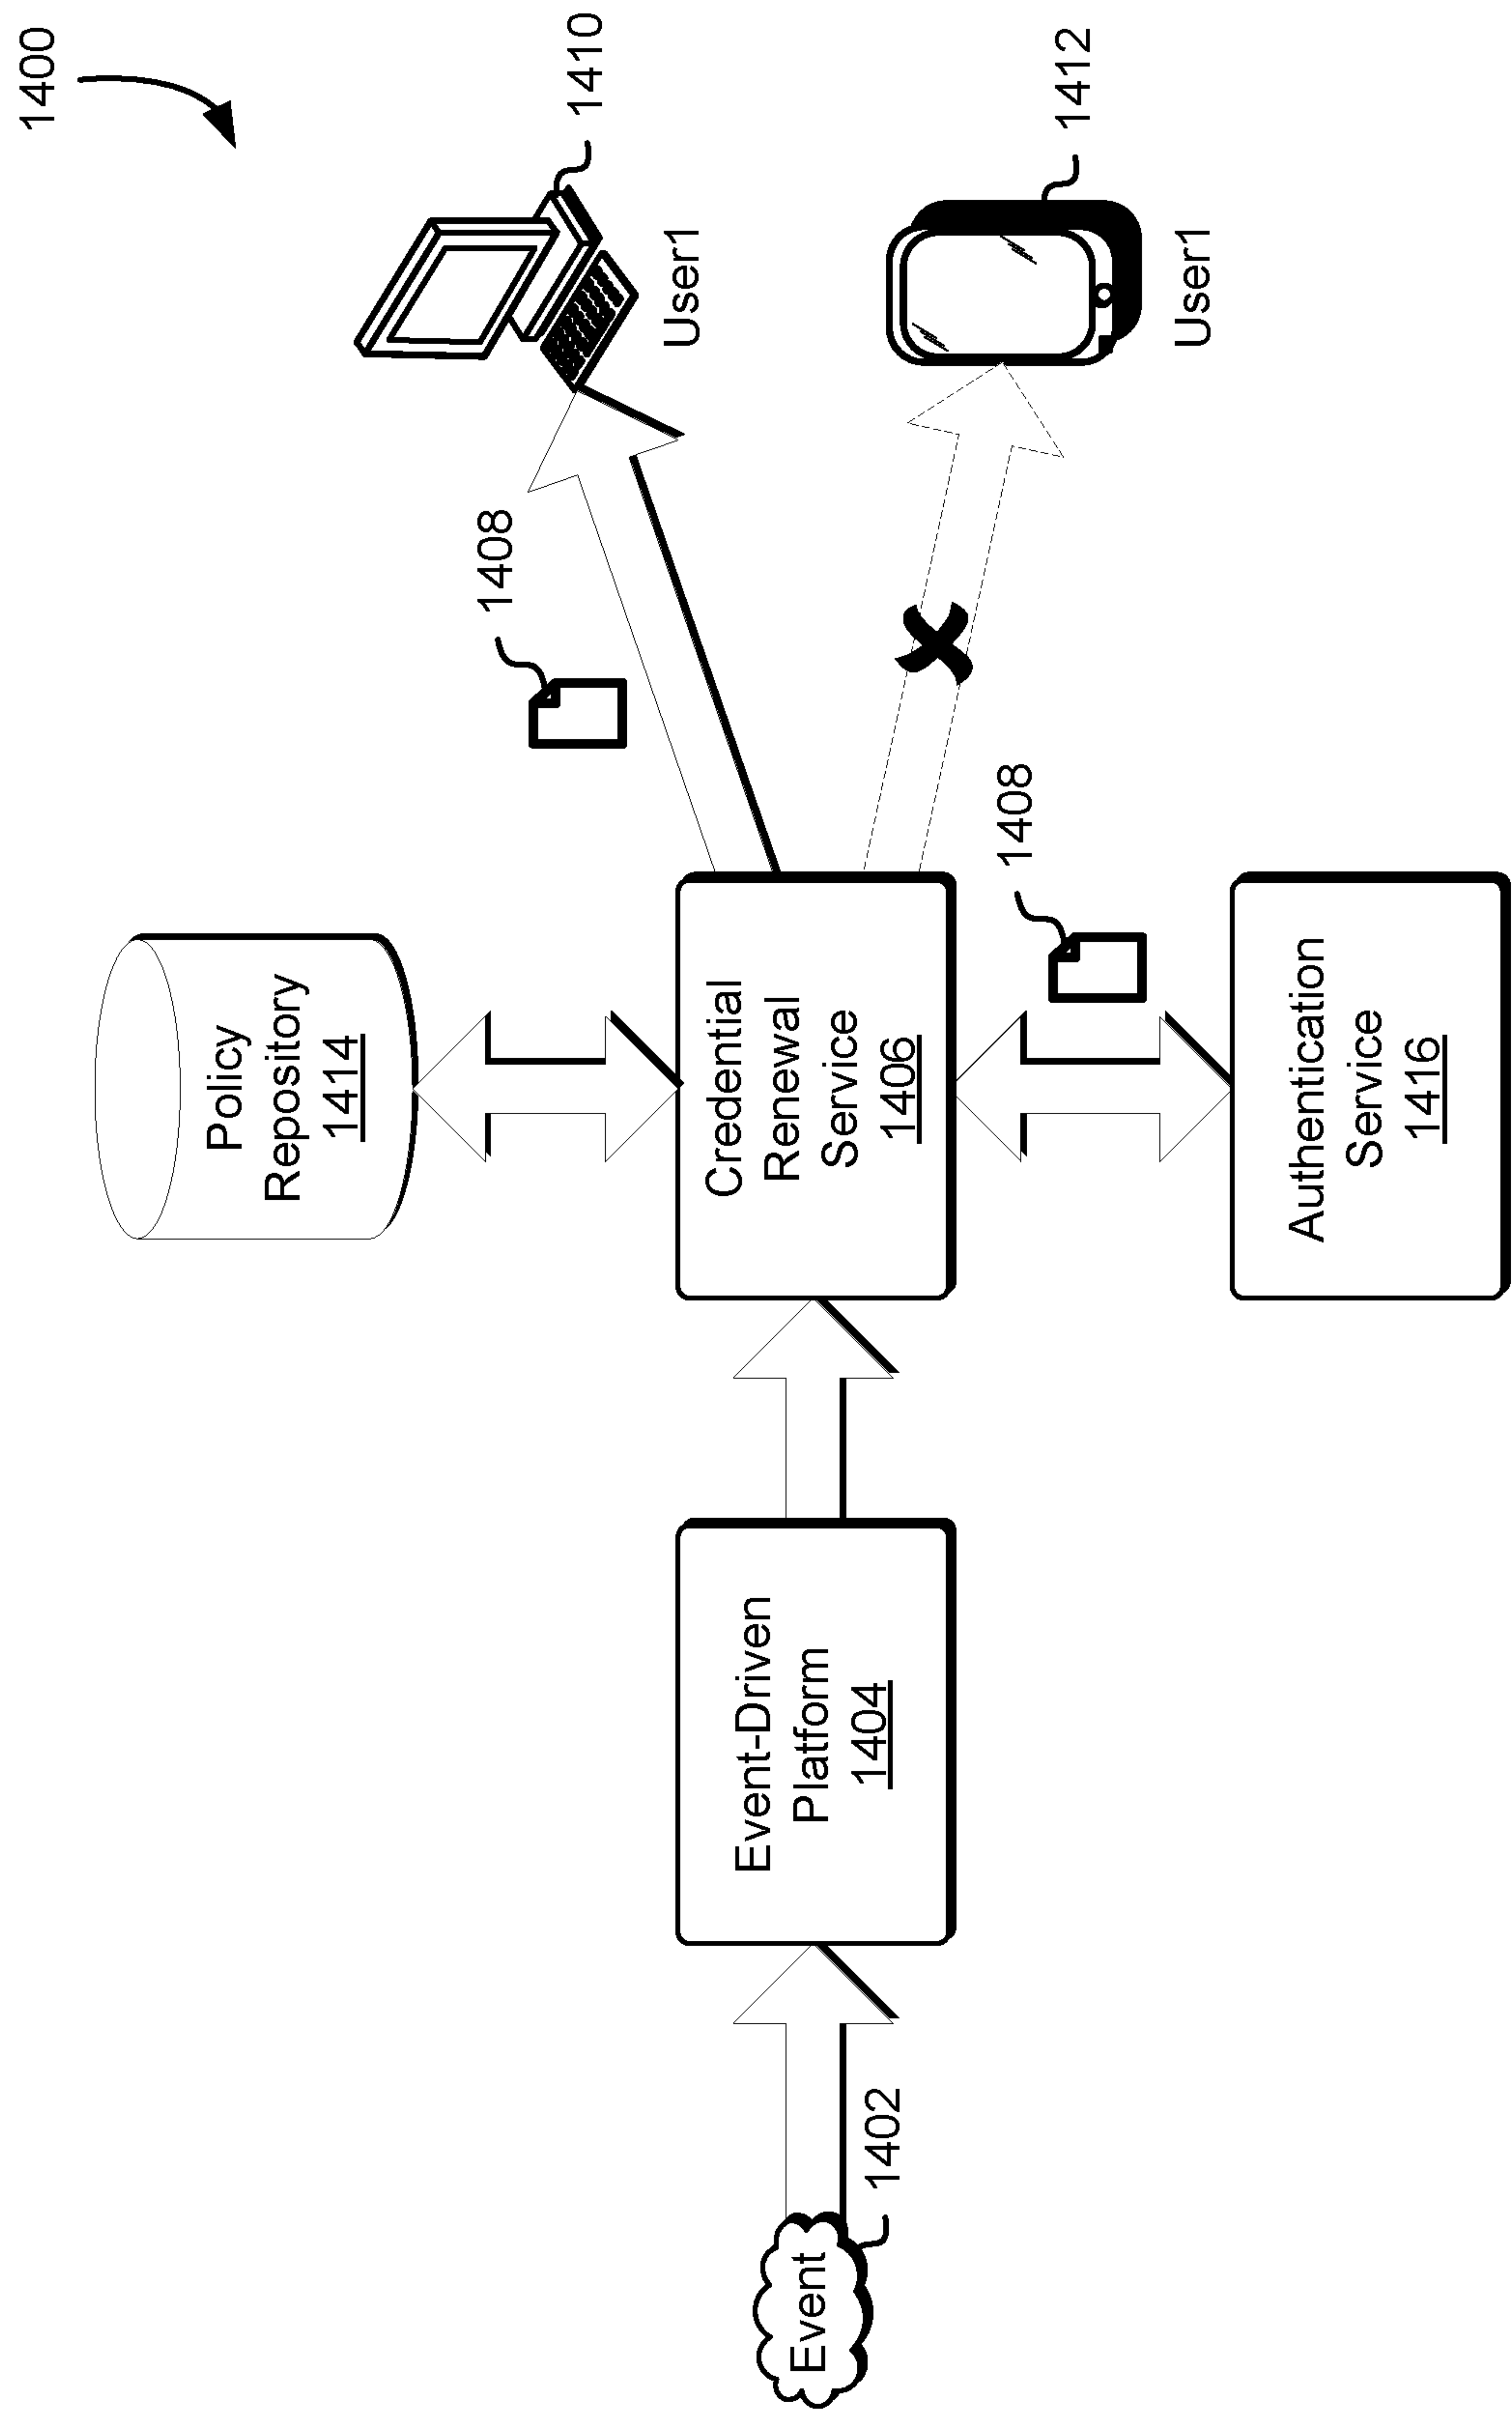 1400
Policy
Repository
1414
1408
1410
User1
Event
1402
Event-Driven
Platform
1404
Credential
Renewal
Service
1406
1408
1412
User1
Authentication
Service
1416